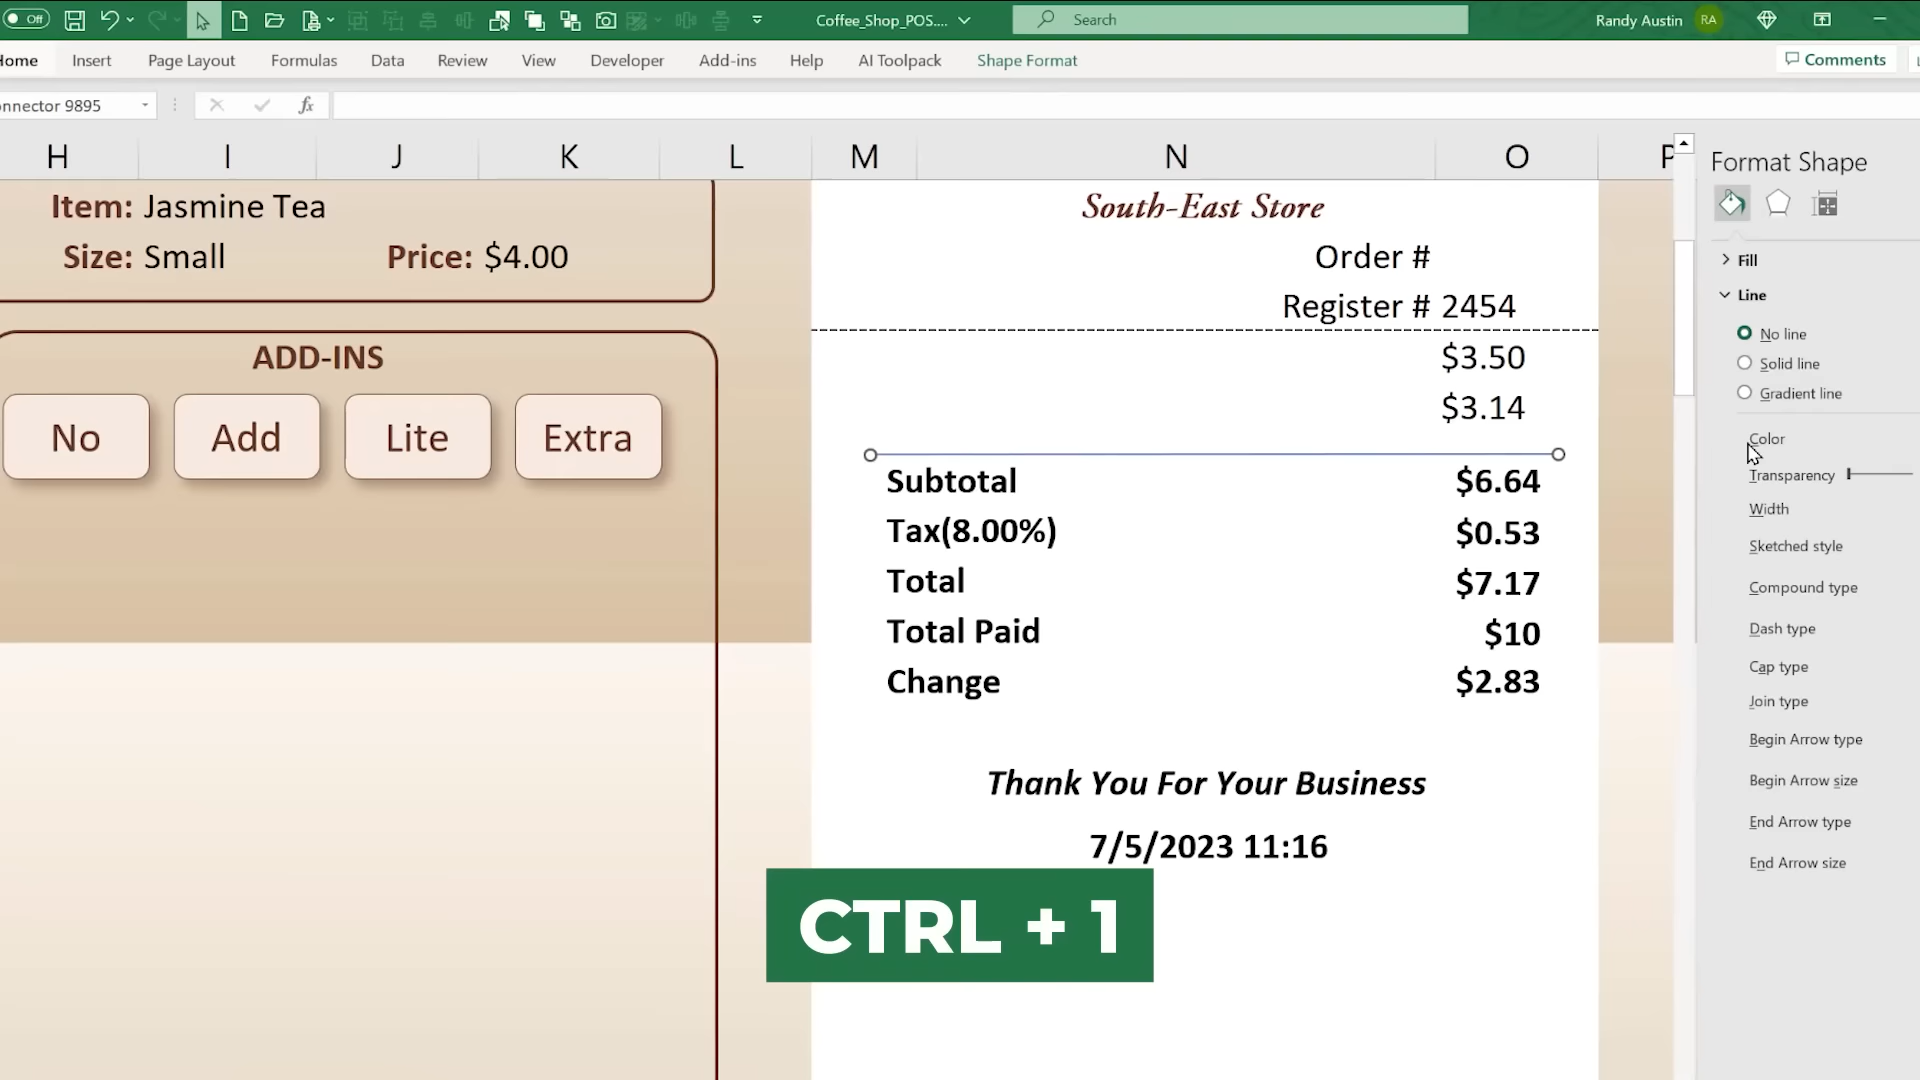 Off
Coffee_Shop_POS....
Search
Randy Austin
RA
Home
Insert
Page Layout
Formulas
Data
Review
View
Developer
Add-ins
Help
AI Toolpack
Shape Format
Comments
nnector 9895
fx
H I J K L M N O P
Item: Jasmine Tea
Size: Small Price: $4.00
ADD-INS
No
Add
Lite
Extra
South-East Store
Order #
Register # 2454
$3.50
$3.14
Subtotal $6.64
Tax(8.00%) $0.53
Total $7.17
Total Paid $10
Change $2.83
Thank You For Your Business
7/5/2023 11:16
CTRL + 1
Format Shape
Fill
Line
No line
Solid line
Gradient line
Color
Transparency
Width
Sketched style
Compound type
Dash type
Cap type
Join type
Begin Arrow type
Begin Arrow size
End Arrow type
End Arrow size